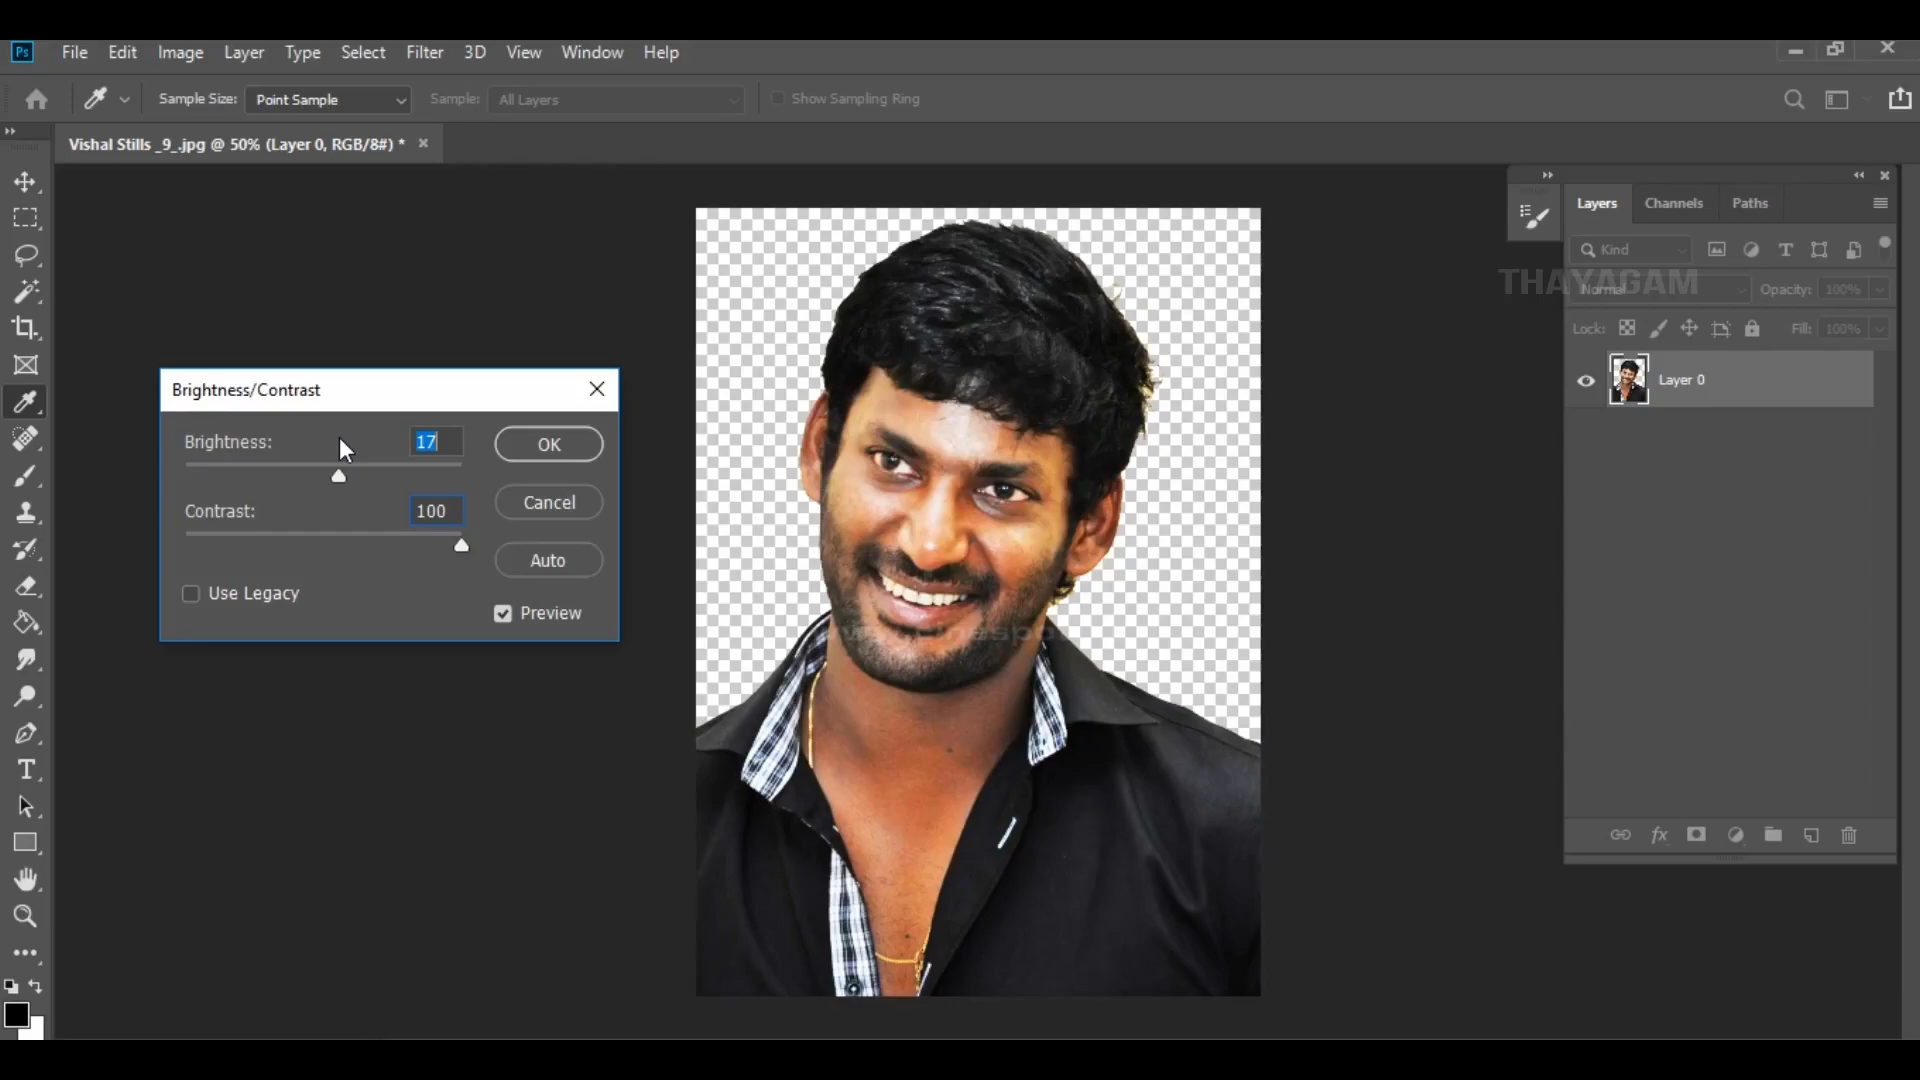 Ps File Edit Image Layer Type Select Filter 3D View Window Help
Sample Size: Point Sample Sample: All Layers Show Sampling Ring
Vishal Stills _9_.jpg @ 50% (Layer 0, RGB/8#) *
Layers Channels Paths
Kind
THAYAGAM
Normal Opacity: 100%
Lock: Fill: 100%
Layer 0
Brightness/Contrast
Brightness: 17
OK
Contrast: 100
Cancel
Auto
Use Legacy
Preview
fx